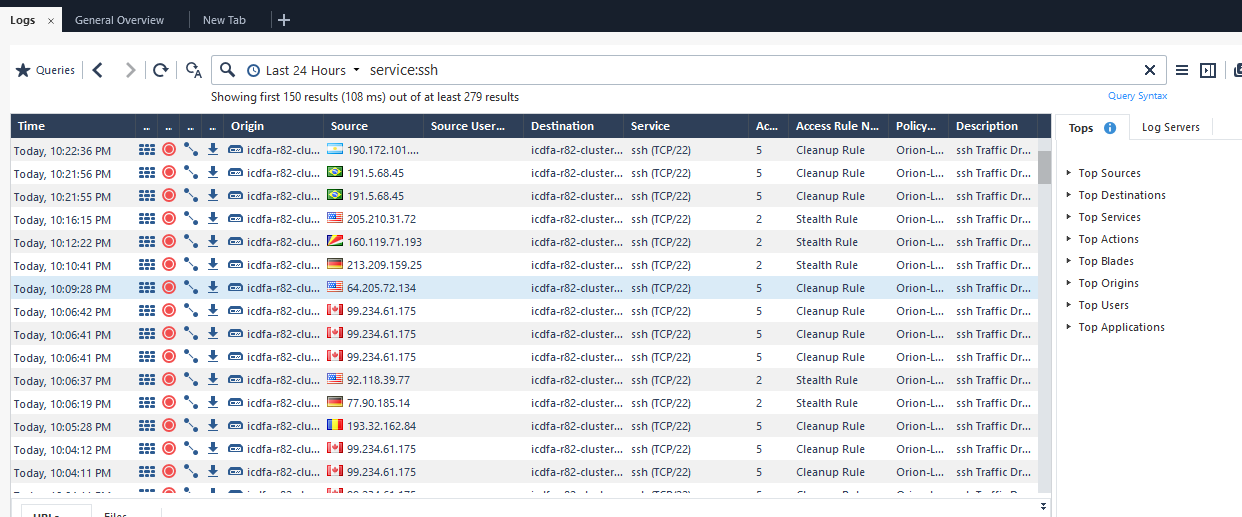 Logs × General Overview New Tab +
Queries Last 24 Hours service:ssh
Showing first 150 results (108 ms) out of at least 279 results Query Syntax
Time ... ... ... ... Origin Source Source User... Destination Service Ac... Access Rule N... Policy... Description
Today, 10:22:36 PM icdfa-r82-clu... 190.172.101.... icdfa-r82-cluster... ssh (TCP/22) 5 Cleanup Rule Orion-L... ssh Traffic Dr...
Today, 10:21:56 PM icdfa-r82-clu... 191.5.68.45 icdfa-r82-cluster... ssh (TCP/22) 5 Cleanup Rule Orion-L... ssh Traffic Dr...
Today, 10:21:55 PM icdfa-r82-clu... 191.5.68.45 icdfa-r82-cluster... ssh (TCP/22) 5 Cleanup Rule Orion-L... ssh Traffic Dr...
Today, 10:16:15 PM icdfa-r82-clu... 205.210.31.72 icdfa-r82-cluster... ssh (TCP/22) 2 Stealth Rule Orion-L... ssh Traffic Dr...
Today, 10:12:22 PM icdfa-r82-clu... 160.119.71.193 icdfa-r82-cluster... ssh (TCP/22) 2 Stealth Rule Orion-L... ssh Traffic Dr...
Today, 10:10:41 PM icdfa-r82-clu... 213.209.159.25 icdfa-r82-cluster... ssh (TCP/22) 2 Stealth Rule Orion-L... ssh Traffic Dr...
Today, 10:09:28 PM icdfa-r82-clu... 64.205.72.134 icdfa-r82-cluster... ssh (TCP/22) 5 Cleanup Rule Orion-L... ssh Traffic Dr...
Today, 10:06:42 PM icdfa-r82-clu... 99.234.61.175 icdfa-r82-cluster... ssh (TCP/22) 5 Cleanup Rule Orion-L... ssh Traffic Dr...
Today, 10:06:41 PM icdfa-r82-clu... 99.234.61.175 icdfa-r82-cluster... ssh (TCP/22) 5 Cleanup Rule Orion-L... ssh Traffic Dr...
Today, 10:06:41 PM icdfa-r82-clu... 99.234.61.175 icdfa-r82-cluster... ssh (TCP/22) 5 Cleanup Rule Orion-L... ssh Traffic Dr...
Today, 10:06:37 PM icdfa-r82-clu... 92.118.39.77 icdfa-r82-cluster... ssh (TCP/22) 2 Stealth Rule Orion-L... ssh Traffic Dr...
Today, 10:06:19 PM icdfa-r82-clu... 77.90.185.14 icdfa-r82-cluster... ssh (TCP/22) 2 Stealth Rule Orion-L... ssh Traffic Dr...
Today, 10:05:28 PM icdfa-r82-clu... 193.32.162.84 icdfa-r82-cluster... ssh (TCP/22) 5 Cleanup Rule Orion-L... ssh Traffic Dr...
Today, 10:04:12 PM icdfa-r82-clu... 99.234.61.175 icdfa-r82-cluster... ssh (TCP/22) 5 Cleanup Rule Orion-L... ssh Traffic Dr...
Today, 10:04:11 PM icdfa-r82-clu... 99.234.61.175 icdfa-r82-cluster... ssh (TCP/22) 5 Cleanup Rule Orion-L... ssh Traffic Dr...
Files
Tops Log Servers
Top Sources
Top Destinations
Top Services
Top Actions
Top Blades
Top Origins
Top Users
Top Applications